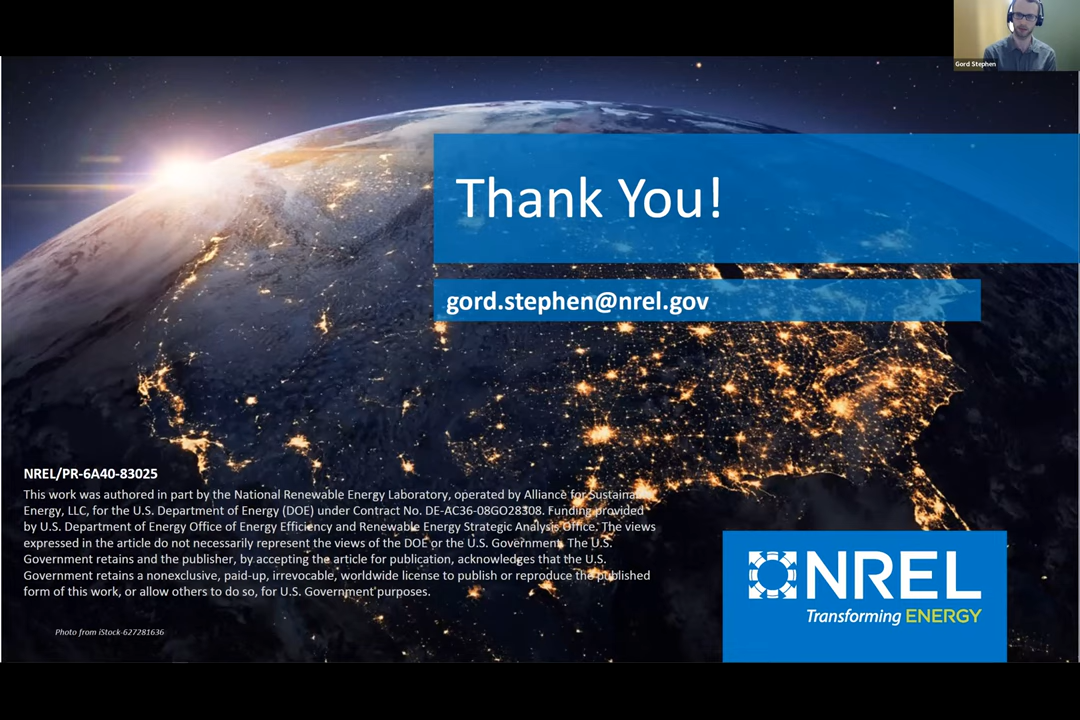 Gord Stephen
Thank You!
gord.stephen@nrel.gov
NREL/PR-6A40-83025
This work was authored in part by the National Renewable Energy Laboratory, operated by Alliance for Sustainable
Energy, LLC, for the U.S. Department of Energy (DOE) under Contract No. DE-AC36-08GO28308. Funding provided
by U.S. Department of Energy Office of Energy Efficiency and Renewable Energy Strategic Analysis Office. The views
expressed in the article do not necessarily represent the views of the DOE or the U.S. Government. The U.S.
Government retains and the publisher, by accepting the article for publication, acknowledges that the U.S.
Government retains a nonexclusive, paid-up, irrevocable, worldwide license to publish or reproduce the published
form of this work, or allow others to do so, for U.S. Government purposes.
Photo from iStock-627281636
NREL
Transforming ENERGY